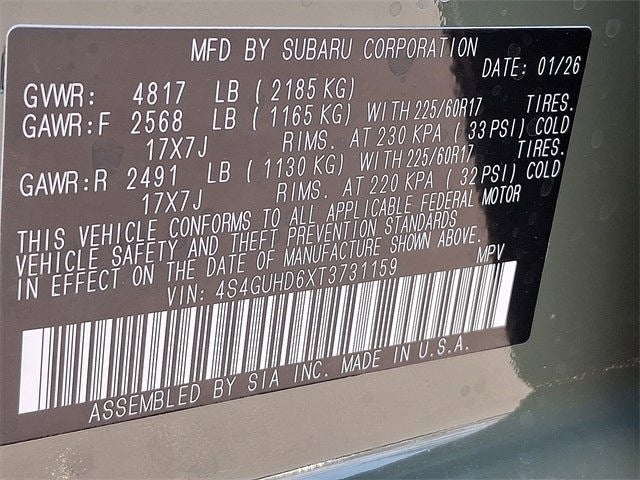 MFD BY SUBARU CORPORATION
DATE: 01/26
GVWR: 4817 LB ( 2185 KG)
GAWR:F 2568 LB ( 1165 KG) WITH 225/60R17 TIRES.
17X7J RIMS. AT 230 KPA ( 33 PSI) COLD
GAWR:R 2491 LB ( 1130 KG) WITH 225/60R17 TIRES.
17X7J RIMS. AT 220 KPA ( 32 PSI) COLD
THIS VEHICLE CONFORMS TO ALL APPLICABLE FEDERAL MOTOR
VEHICLE SAFETY AND THEFT PREVENTION STANDARDS
IN EFFECT ON THE DATE OF MANUFACTURE SHOWN ABOVE.
VIN: 4S4GUHD6XT3731159 MPV
ASSEMBLED BY SIA INC. MADE IN U.S.A.